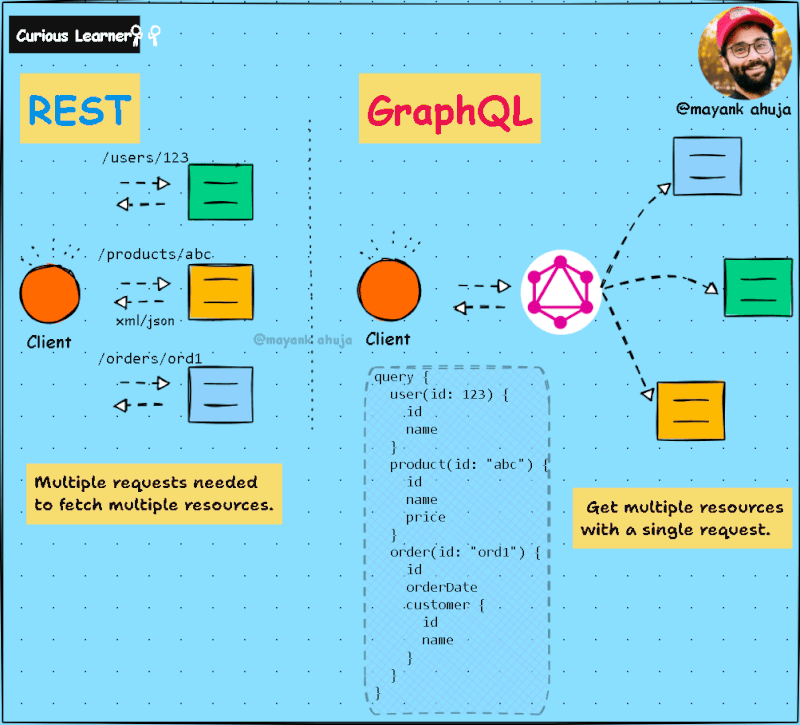 Curious Learner
@mayank ahuja
REST
GraphQL
/users/123
/products/abc
xml/json
Client
/orders/ord1
@mayank ahuja
Multiple requests needed
to fetch multiple resources.
Client
query {
  user(id: 123) {
    id
    name
  }
  product(id: "abc") {
    id
    name
    price
  }
  order(id: "ord1") {
    id
    orderDate
    customer {
      id
      name
    }
  }
}
Get multiple resources
with a single request.